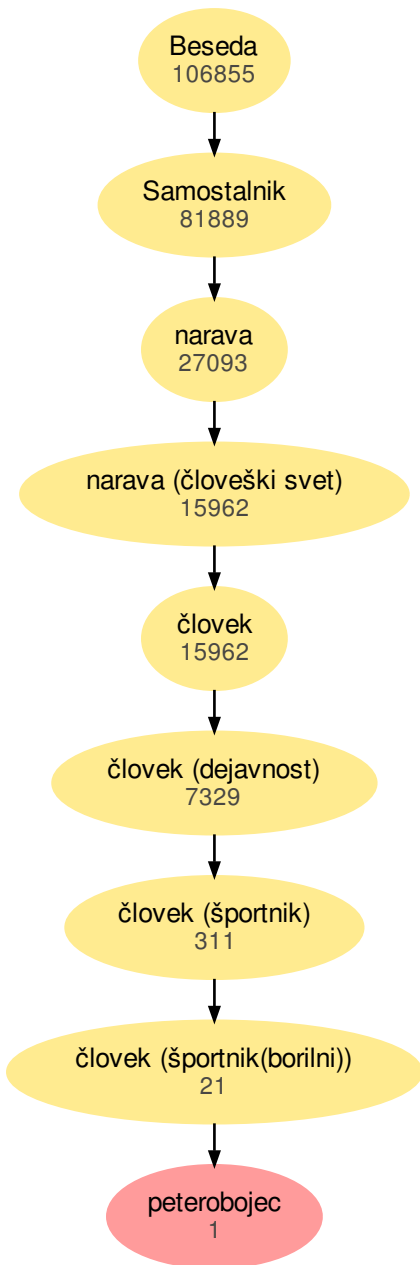 Beseda
106855
Samostalnik
81889
narava
27093
narava (človeški svet)
15962
človek
15962
človek (dejavnost)
7329
človek (športnik)
311
človek (športnik(borilni))
21
peterobojec
1